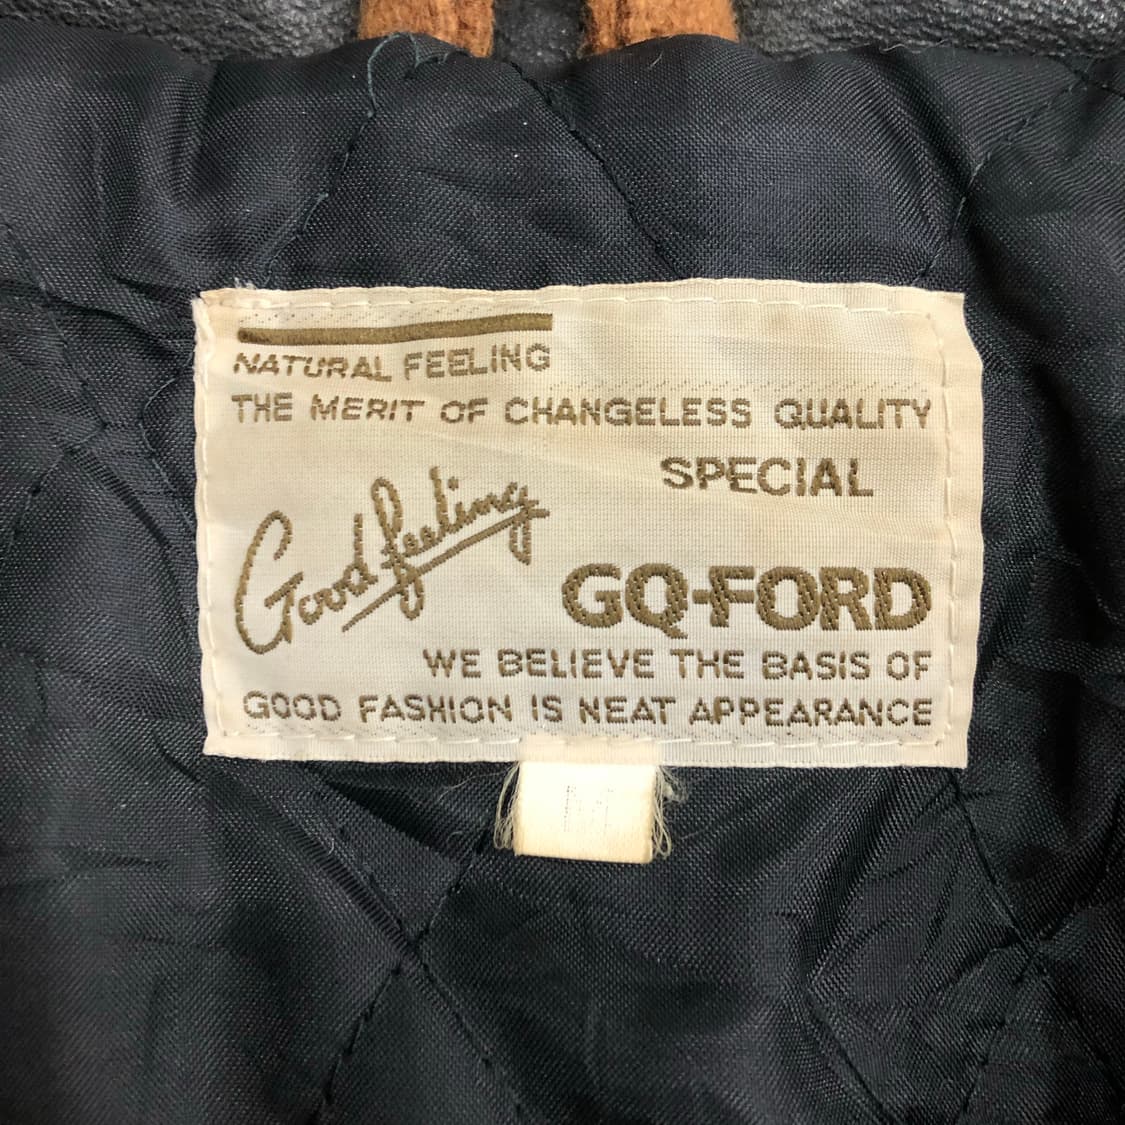 NATURAL FEELING
THE MERIT OF CHANGELESS QUALITY
SPECIAL
Good feeling
GQ-FORD
WE BELIEVE THE BASIS OF
GOOD FASHION IS NEAT APPEARANCE